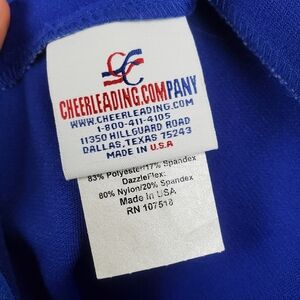 CC
CHEERLEADING.COMPANY
WWW.CHEERLEADING.COM
1-800-411-4105
11350 HILLGUARD ROAD
DALLAS, TEXAS 75243
MADE IN U.S.A
83% Polyester/17% Spandex
DazzleFlex:
80% Nylon/20% Spandex
Made In USA
RN 107518